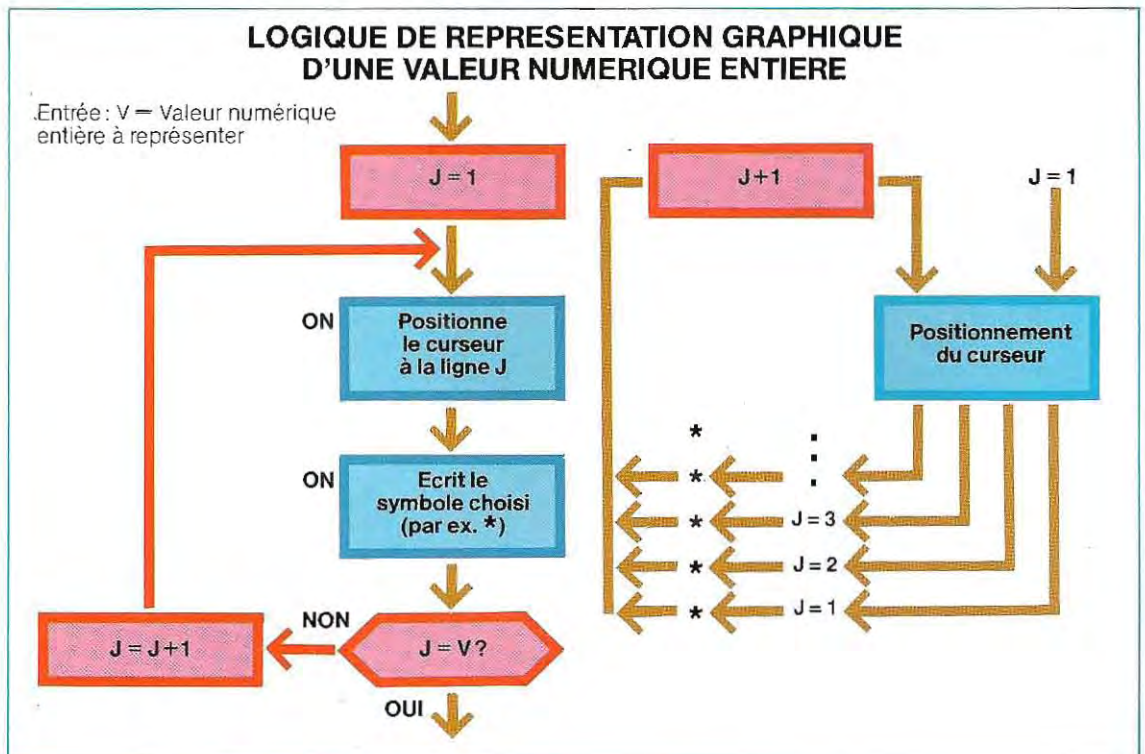 LOGIQUE DE REPRESENTATION GRAPHIQUE
D'UNE VALEUR NUMERIQUE ENTIERE
Entrée : V = Valeur numérique
entière à représenter
J = 1
ON
Positionne
le curseur
à la ligne J
ON
Ecrit le
symbole choisi
(par ex. *)
NON
J = J+1
J = V?
OUI
J+1
J = 1
Positionnement
du curseur
*
*
* J = 3
* J = 2
* J = 1